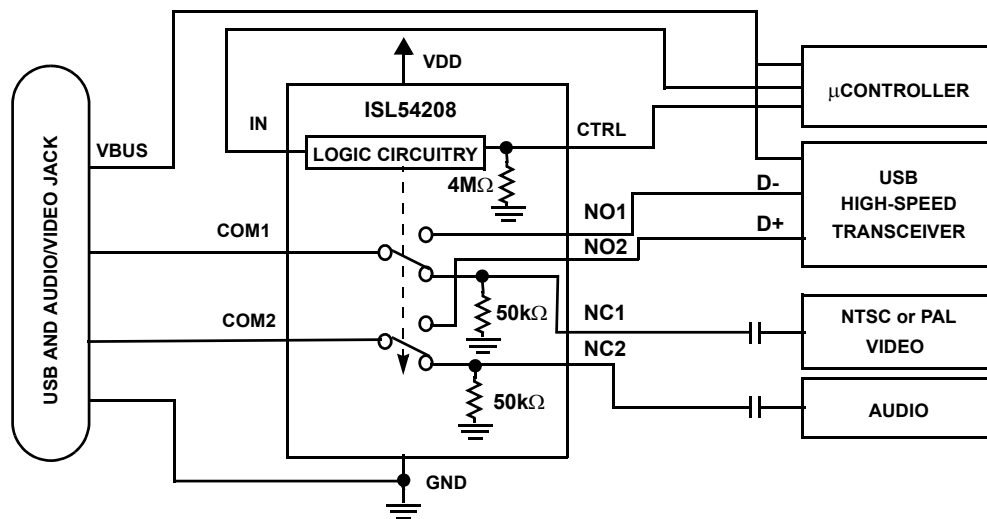 USB AND AUDIO/VIDEO JACK
VDD
ISL54208
IN
CTRL
μCONTROLLER
VBUS
LOGIC CIRCUITRY
4MΩ
D-
USB
HIGH-SPEED
TRANSCEIVER
NO1
D+
COM1
NO2
50kΩ
NC1
NTSC or PAL
VIDEO
COM2
NC2
50kΩ
AUDIO
GND